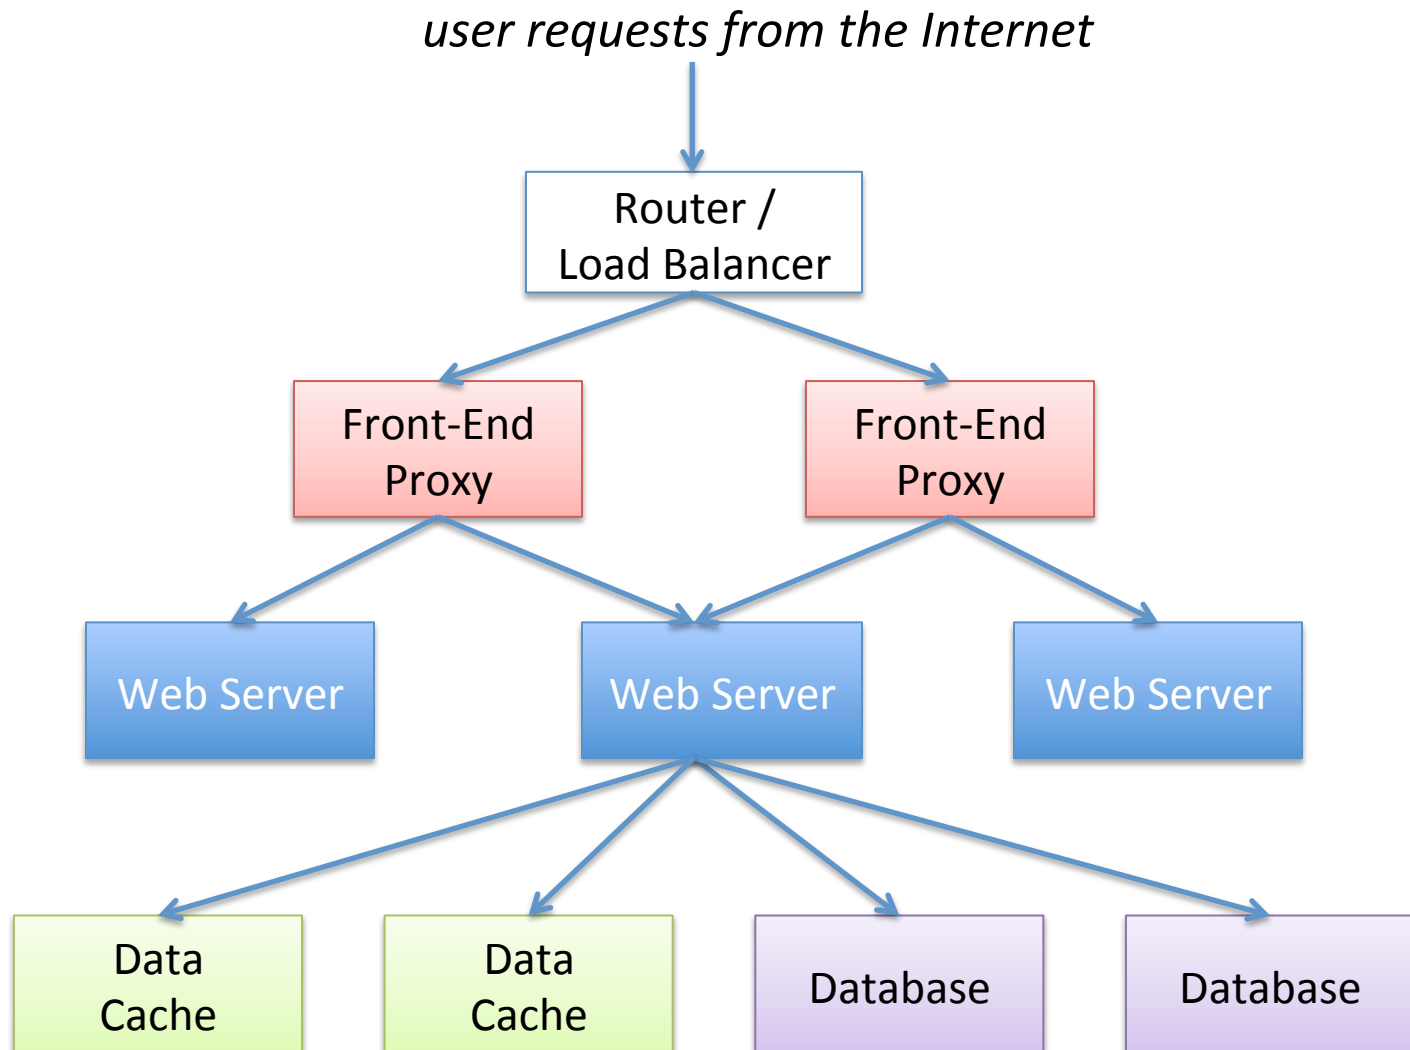 user requests from the Internet
Router /
Load Balancer
Front-End
Proxy
Front-End
Proxy
Web Server
Web Server
Web Server
Data
Cache
Data
Cache
Database
Database